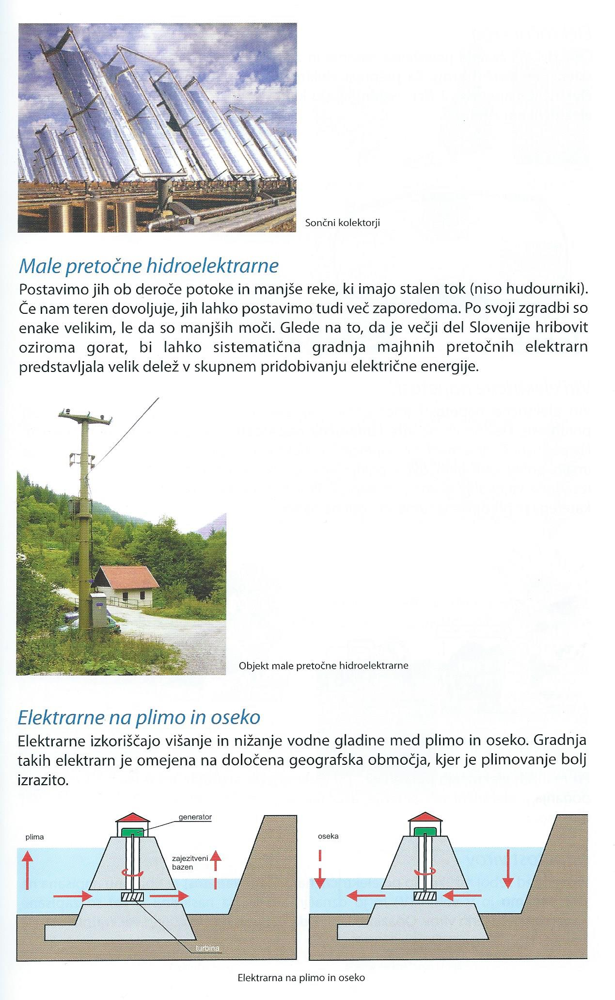 Sončni kolektorji
Male pretočne hidroelektrarne
Postavimo jih ob deroče potoke in manjše reke, ki imajo stalen tok (niso hudourniki).
Če nam teren dovoljuje, jih lahko postavimo tudi več zaporedoma. Po svoji zgradbi so
enake velikim, le da so manjših moči. Glede na to, da je večji del Slovenije hribovit
oziroma gorat, bi lahko sistematična gradnja majhnih pretočnih elektrarn
predstavljala velik delež v skupnem pridobivanju električne energije.
Objekt male pretočne hidroelektrarne
Elektrarne na plimo in oseko
Elektrarne izkoriščajo višanje in nižanje vodne gladine med plimo in oseko. Gradnja
takih elektrarn je omejena na določena geografska območja, kjer je plimovanje bolj
izrazito.
generator
plima
zajezitveni
bazen
turbina
oseka
Elektrarna na plimo in oseko